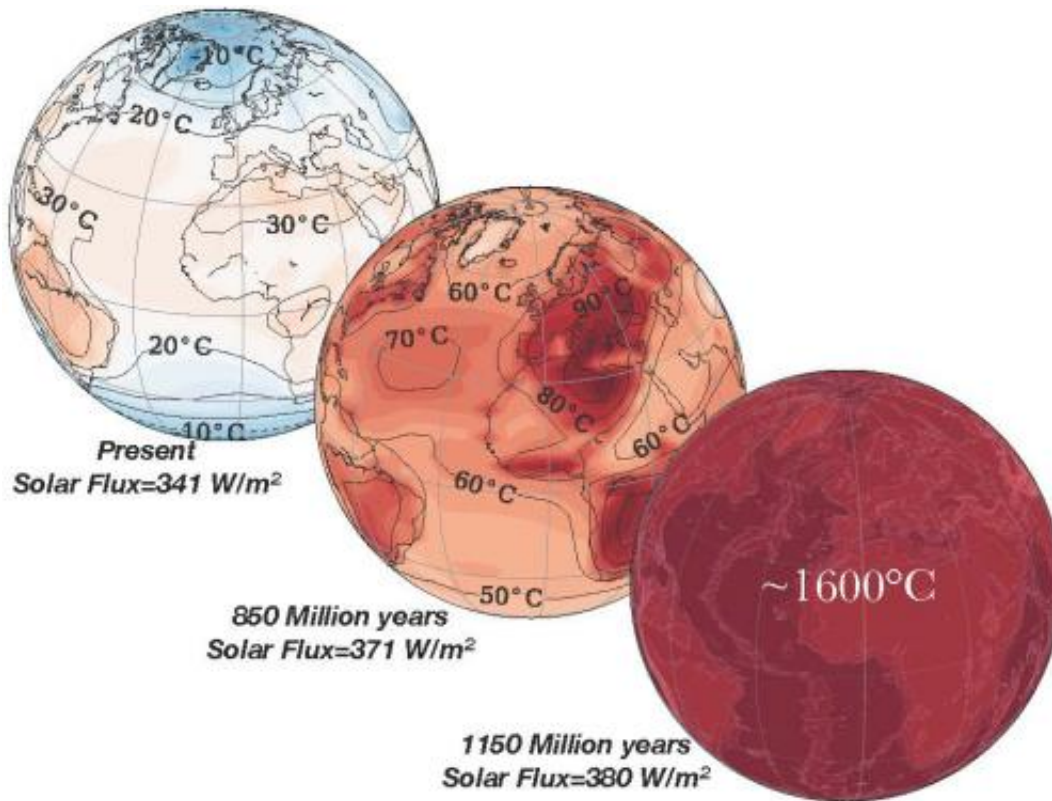 -10°C
20°C
30°C
30°C
20°C
10°C
Present
Solar Flux=341 W/m²
60°C
90°C
70°C
80°C
60°C
60°C
50°C
850 Million years
Solar Flux=371 W/m²
~1600°C
1150 Million years
Solar Flux=380 W/m²